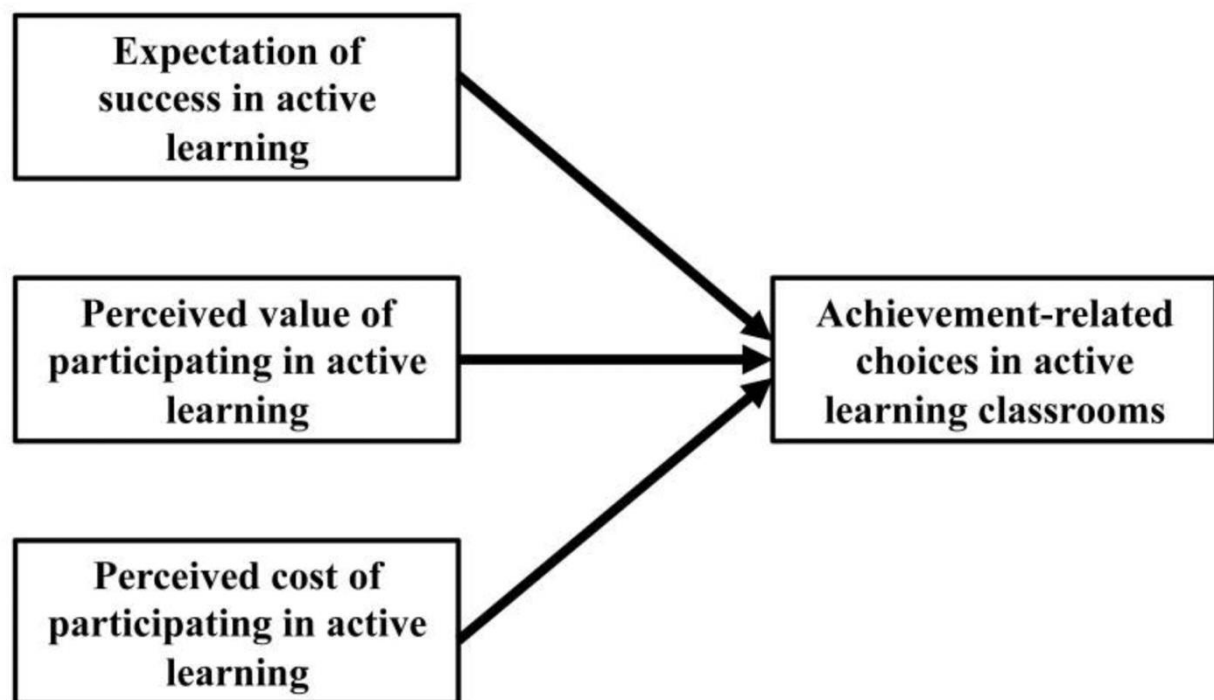 Expectation of
success in active
learning
Perceived value of
participating in active
learning
Achievement-related
choices in active
learning classrooms
Perceived cost of
participating in active
learning